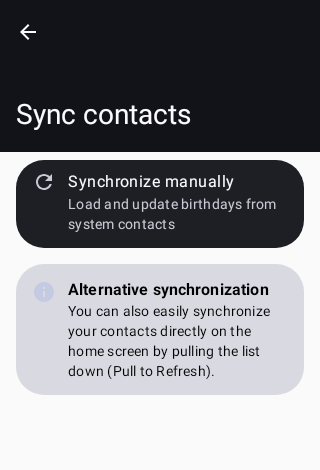 Sync contacts
Synchronize manually
Load and update birthdays from
system contacts
Alternative synchronization
You can also easily synchronize
your contacts directly on the
home screen by pulling the list
down (Pull to Refresh).